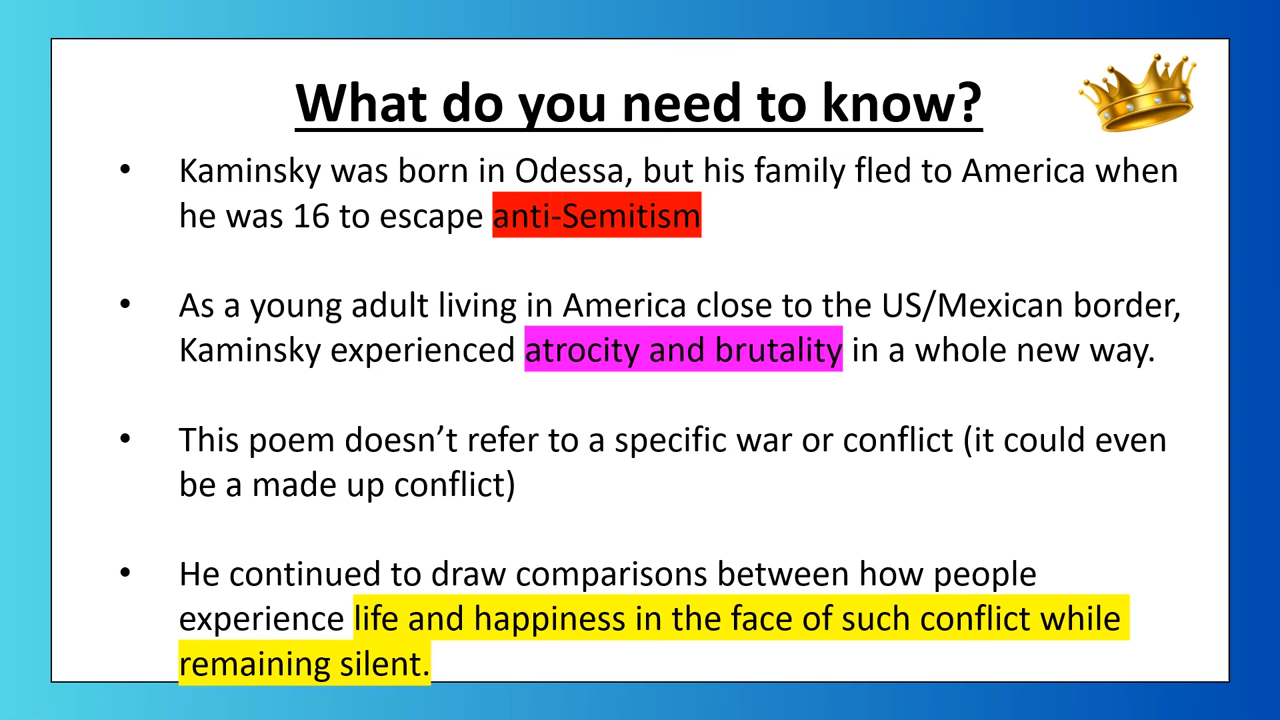 What do you need to know?
• Kaminsky was born in Odessa, but his family fled to America when
he was 16 to escape anti-Semitism
• As a young adult living in America close to the US/Mexican border,
Kaminsky experienced atrocity and brutality in a whole new way.
• This poem doesn’t refer to a specific war or conflict (it could even
be a made up conflict)
• He continued to draw comparisons between how people
experience life and happiness in the face of such conflict while
remaining silent.